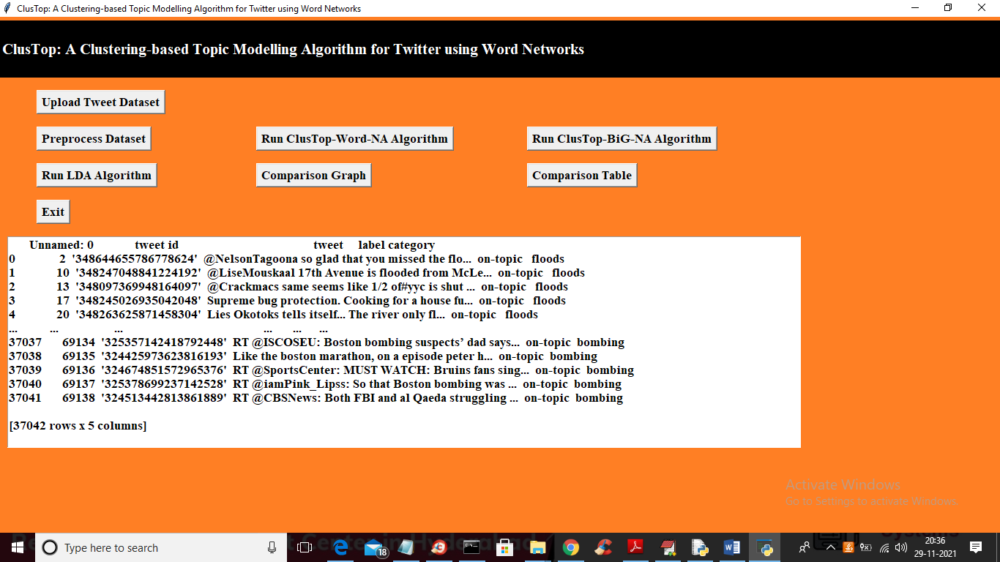 ClusTop: A Clustering-based Topic Modelling Algorithm for Twitter using Word Networks
ClusTop: A Clustering-based Topic Modelling Algorithm for Twitter using Word Networks
Upload Tweet Dataset
Preprocess Dataset Run ClusTop-Word-NA Algorithm Run ClusTop-BiG-NA Algorithm
Run LDA Algorithm Comparison Graph Comparison Table
Exit
Unnamed: 0 tweet id tweet label category
0 2 '348644655786778624' @NelsonTagoona so glad that you missed the flo... on-topic floods
1 10 '348247048841224192' @LiseMouskaal 17th Avenue is flooded from McLe... on-topic floods
2 13 '348097369948164097' @Crackmacs same seems like 1/2 of#yyc is shut ... on-topic floods
3 17 '348245026935042048' Supreme bug protection. Cooking for a house fu... on-topic floods
4 20 '348263625871458304' Lies Okotoks tells itself... The river only fl... on-topic floods
... ... ... ... ... ...
37037 69134 '325357142418792448' RT @ISCOSEU: Boston bombing suspects’ dad says... on-topic bombing
37038 69135 '324425973623816193' Like the boston marathon, on a episode peter h... on-topic bombing
37039 69136 '324674851572965376' RT @SportsCenter: MUST WATCH: Bruins fans sing... on-topic bombing
37040 69137 '325378699237142528' RT @iamPink_Lipss: So that Boston bombing was ... on-topic bombing
37041 69138 '324513442813861889' RT @CBSNews: Both FBI and al Qaeda struggling ... on-topic bombing
[37042 rows x 5 columns]
Activate Windows
Go to Settings to activate Windows.
Type here to search
18
20:36
29-11-2021